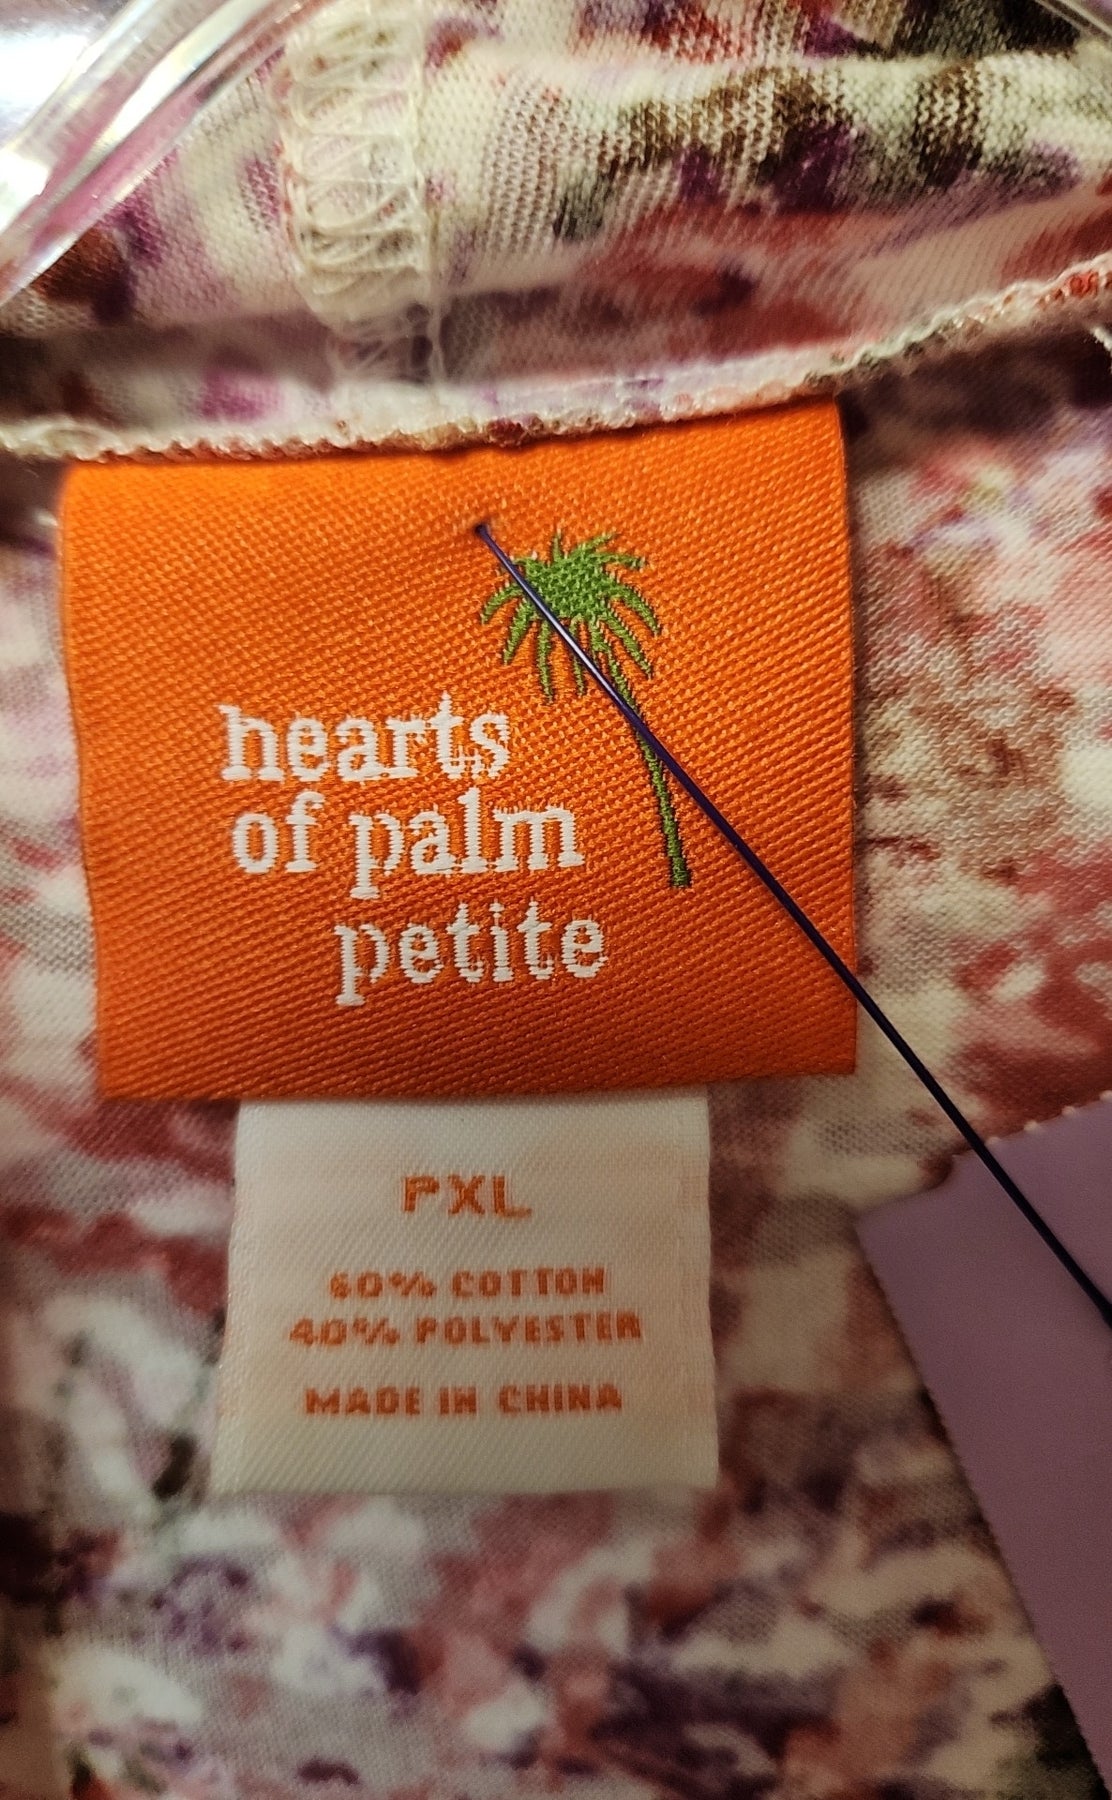 hearts
of palm
petite
PXL
60% COTTON
40% POLYESTER
MADE IN CHINA